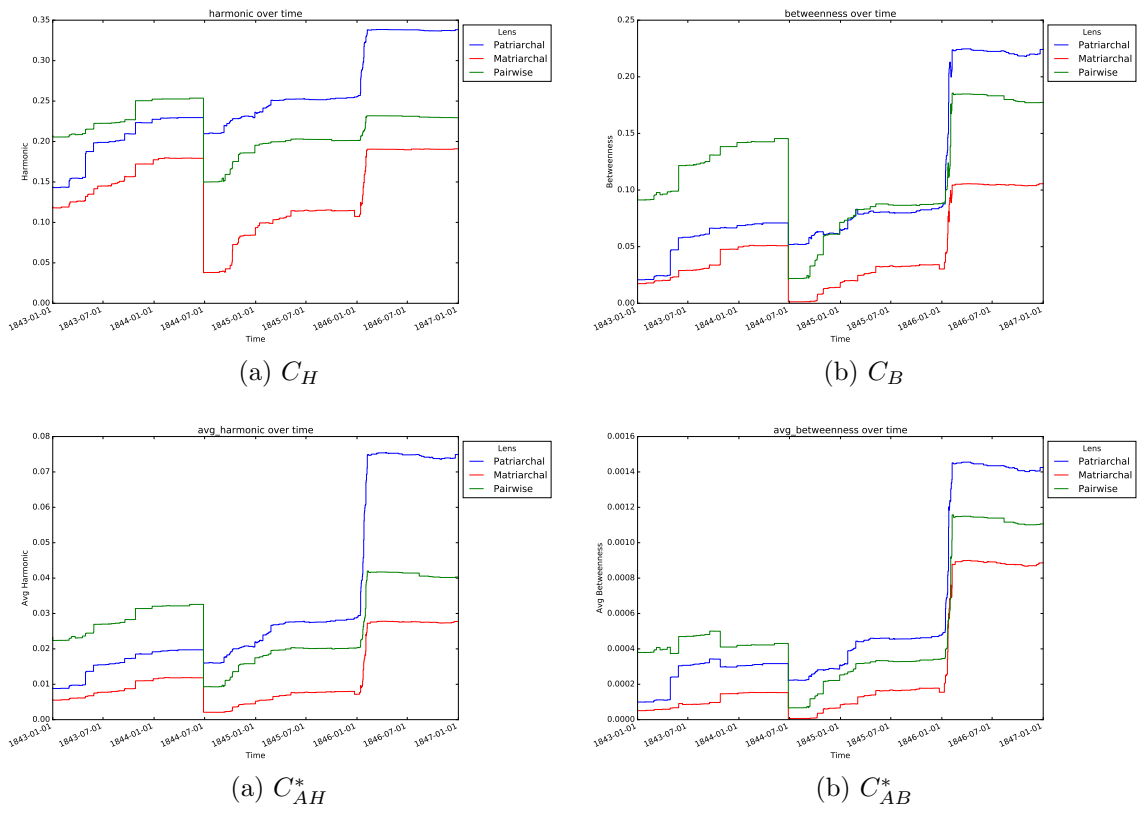 harmonic over time
0.35
0.30
0.25
0.20
0.15
0.10
0.05
0.00
Harmonic
1843-01-01
1843-07-01
1844-01-01
1844-07-01
1845-01-01
1845-07-01
1846-01-01
1846-07-01
1847-01-01
Time
Lens
Patriarchal
Matriarchal
Pairwise
(a) C_H
betweenness over time
0.25
0.20
0.15
0.10
0.05
0.00
Betweenness
1843-01-01
1843-07-01
1844-01-01
1844-07-01
1845-01-01
1845-07-01
1846-01-01
1846-07-01
1847-01-01
Time
Lens
Patriarchal
Matriarchal
Pairwise
(b) C_B
avg_harmonic over time
0.08
0.07
0.06
0.05
0.04
0.03
0.02
0.01
0.00
Avg Harmonic
1843-01-01
1843-07-01
1844-01-01
1844-07-01
1845-01-01
1845-07-01
1846-01-01
1846-07-01
1847-01-01
Time
Lens
Patriarchal
Matriarchal
Pairwise
(a) C*_AH
avg_betweenness over time
0.0016
0.0014
0.0012
0.0010
0.0008
0.0006
0.0004
0.0002
0.0000
Avg Betweenness
1843-01-01
1843-07-01
1844-01-01
1844-07-01
1845-01-01
1845-07-01
1846-01-01
1846-07-01
1847-01-01
Time
Lens
Patriarchal
Matriarchal
Pairwise
(b) C*_AB